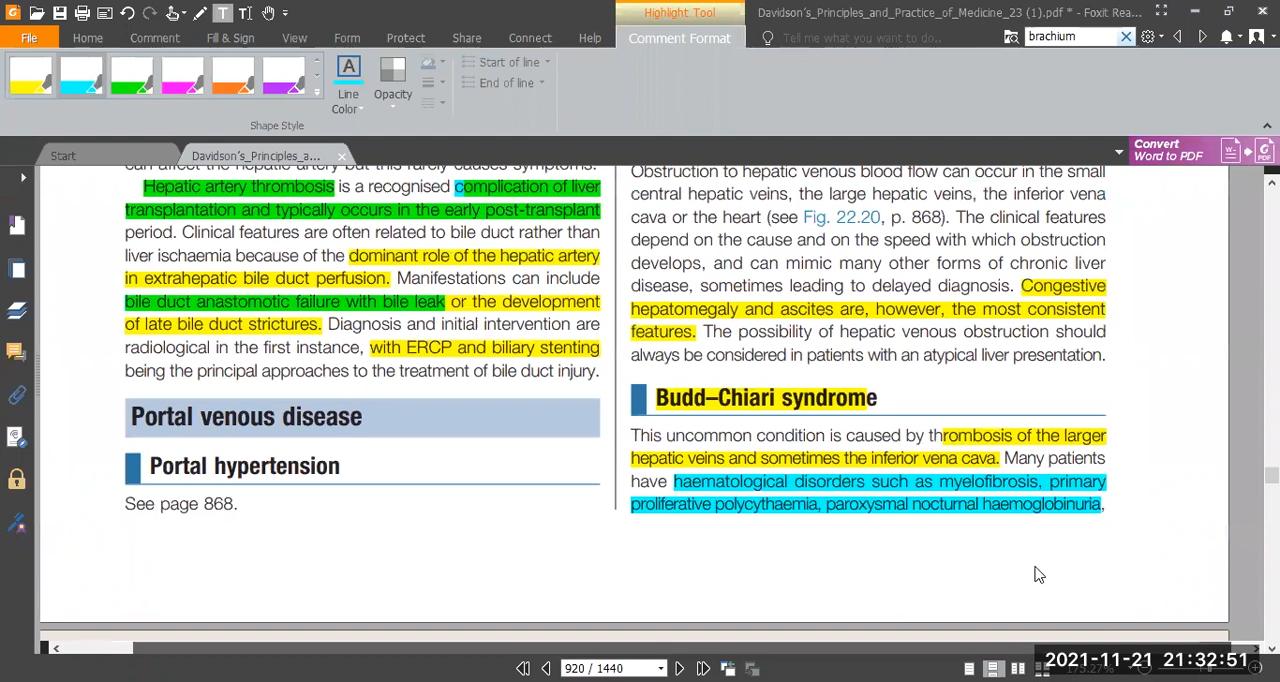 Highlight Tool
Davidson's_Principles_and_Practice_of_Medicine_23 (1).pdf * - Foxit Rea...
File
Home
Comment
Fill & Sign
View
Form
Protect
Share
Connect
Help
Comment Format
Tell me what you want to do..
brachium
Line
Color
Opacity
Start of line
End of line
Shape Style
Start
Davidson's_Principles_a...
Convert
Word to PDF
can affect the hepatic artery but this rarely causes symptoms.
Hepatic artery thrombosis is a recognised complication of liver
transplantation and typically occurs in the early post-transplant
period. Clinical features are often related to bile duct rather than
liver ischaemia because of the dominant role of the hepatic artery
in extrahepatic bile duct perfusion. Manifestations can include
bile duct anastomotic failure with bile leak or the development
of late bile duct strictures. Diagnosis and initial intervention are
radiological in the first instance, with ERCP and biliary stenting
being the principal approaches to the treatment of bile duct injury.
Portal venous disease
Portal hypertension
See page 868.
Obstruction to hepatic venous blood flow can occur in the small
central hepatic veins, the large hepatic veins, the inferior vena
cava or the heart (see Fig. 22.20, p. 868). The clinical features
depend on the cause and on the speed with which obstruction
develops, and can mimic many other forms of chronic liver
disease, sometimes leading to delayed diagnosis. Congestive
hepatomegaly and ascites are, however, the most consistent
features. The possibility of hepatic venous obstruction should
always be considered in patients with an atypical liver presentation.
Budd–Chiari syndrome
This uncommon condition is caused by thrombosis of the larger
hepatic veins and sometimes the inferior vena cava. Many patients
have haematological disorders such as myelofibrosis, primary
proliferative polycythaemia, paroxysmal nocturnal haemoglobinuria,
920 / 1440
175.27%
2021-11-21 21:32:51